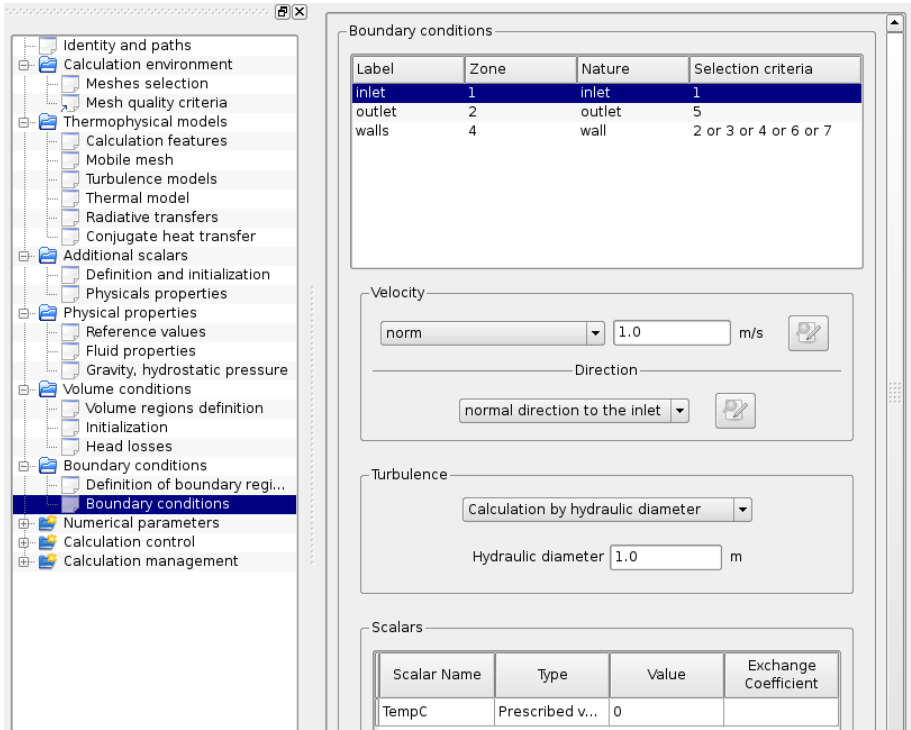 Identity and paths
Calculation environment
Meshes selection
Mesh quality criteria
Thermophysical models
Calculation features
Mobile mesh
Turbulence models
Thermal model
Radiative transfers
Conjugate heat transfer
Additional scalars
Definition and initialization
Physicals properties
Physical properties
Reference values
Fluid properties
Gravity, hydrostatic pressure
Volume conditions
Volume regions definition
Initialization
Head losses
Boundary conditions
Definition of boundary regi...
Boundary conditions
Numerical parameters
Calculation control
Calculation management
Boundary conditions
Label Zone Nature Selection criteria
inlet 1 inlet 1
outlet 2 outlet 5
walls 4 wall 2 or 3 or 4 or 6 or 7
Velocity
norm 1.0 m/s
Direction
normal direction to the inlet
Turbulence
Calculation by hydraulic diameter
Hydraulic diameter 1.0 m
Scalars
Scalar Name Type Value Exchange Coefficient
TempC Prescribed v... 0